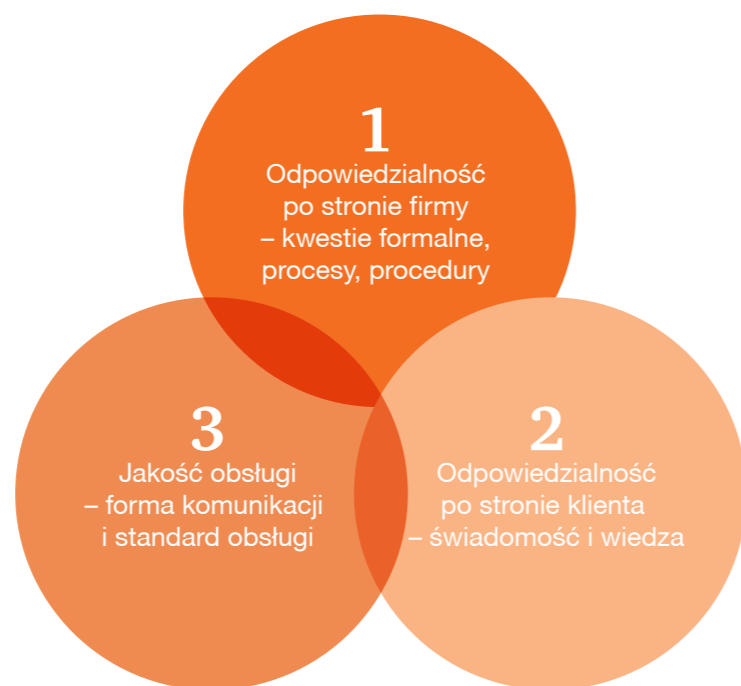 1
Odpowiedzialność
po stronie firmy
– kwestie formalne,
procesy, procedury
2
Odpowiedzialność
po stronie klienta
– świadomość i wiedza
3
Jakość obsługi
– forma komunikacji
i standard obsługi